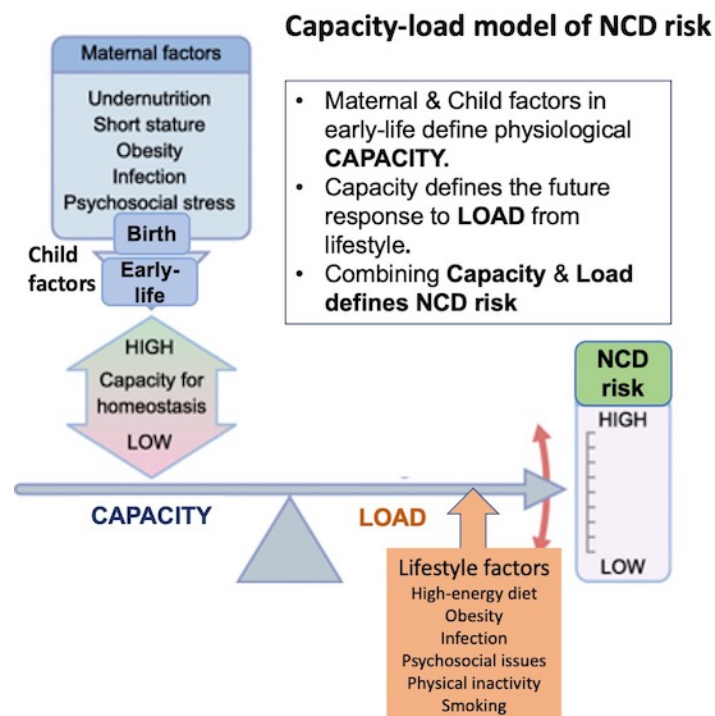 Capacity-load model of NCD risk
Maternal factors
Undernutrition
Short stature
Obesity
Infection
Psychosocial stress
Birth
Child
factors
Early-
life
• Maternal & Child factors in
early-life define physiological
CAPACITY.
• Capacity defines the future
response to LOAD from
lifestyle.
• Combining Capacity & Load
defines NCD risk
HIGH
Capacity for
homeostasis
LOW
NCD
risk
HIGH
LOW
CAPACITY
LOAD
Lifestyle factors
High-energy diet
Obesity
Infection
Psychosocial issues
Physical inactivity
Smoking